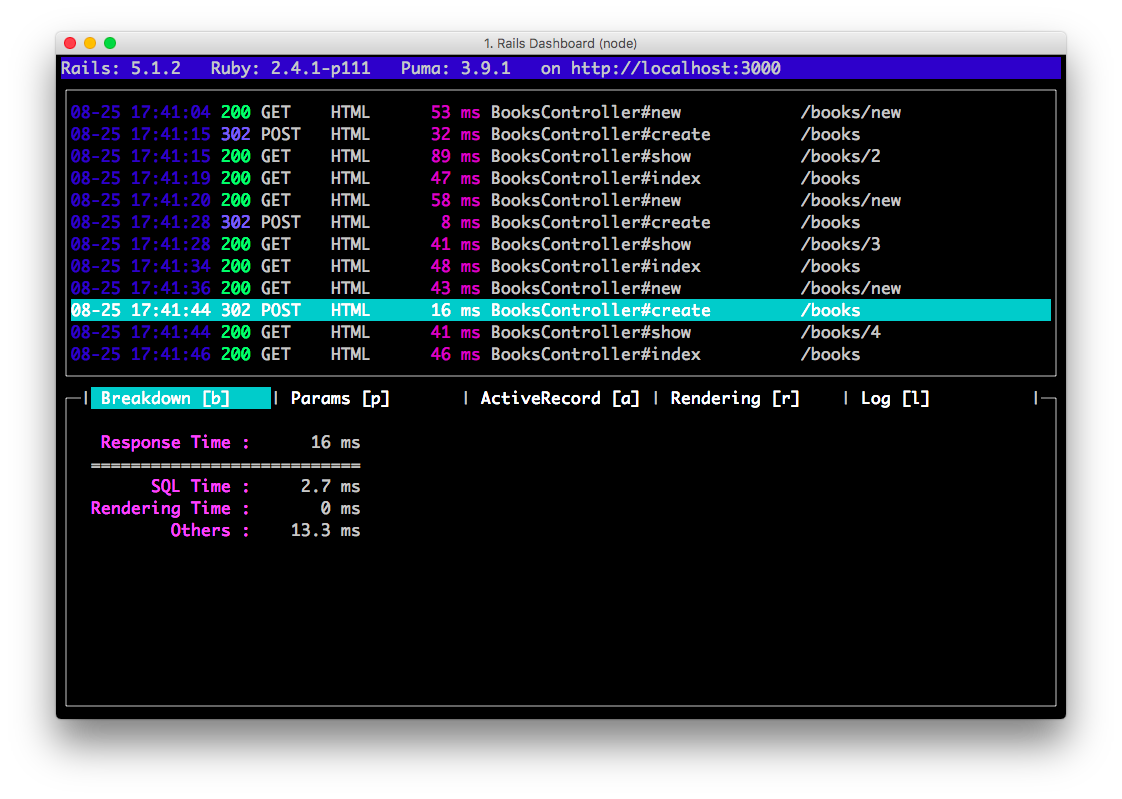 1. Rails Dashboard (node)
Rails: 5.1.2   Ruby: 2.4.1-p111   Puma: 3.9.1   on http://localhost:3000
08-25 17:41:04 200 GET    HTML      53 ms BooksController#new            /books/new
08-25 17:41:15 302 POST   HTML      32 ms BooksController#create         /books
08-25 17:41:15 200 GET    HTML      89 ms BooksController#show           /books/2
08-25 17:41:19 200 GET    HTML      47 ms BooksController#index          /books
08-25 17:41:20 200 GET    HTML      58 ms BooksController#new            /books/new
08-25 17:41:28 302 POST   HTML       8 ms BooksController#create         /books
08-25 17:41:28 200 GET    HTML      41 ms BooksController#show           /books/3
08-25 17:41:34 200 GET    HTML      48 ms BooksController#index          /books
08-25 17:41:36 200 GET    HTML      43 ms BooksController#new            /books/new
08-25 17:41:44 302 POST   HTML      16 ms BooksController#create         /books
08-25 17:41:44 200 GET    HTML      41 ms BooksController#show           /books/4
08-25 17:41:46 200 GET    HTML      46 ms BooksController#index          /books
| Breakdown [b] | Params [p] | ActiveRecord [a] | Rendering [r] | Log [l] |
Response Time :      16 ms
===========================
SQL Time :     2.7 ms
Rendering Time :       0 ms
Others :    13.3 ms